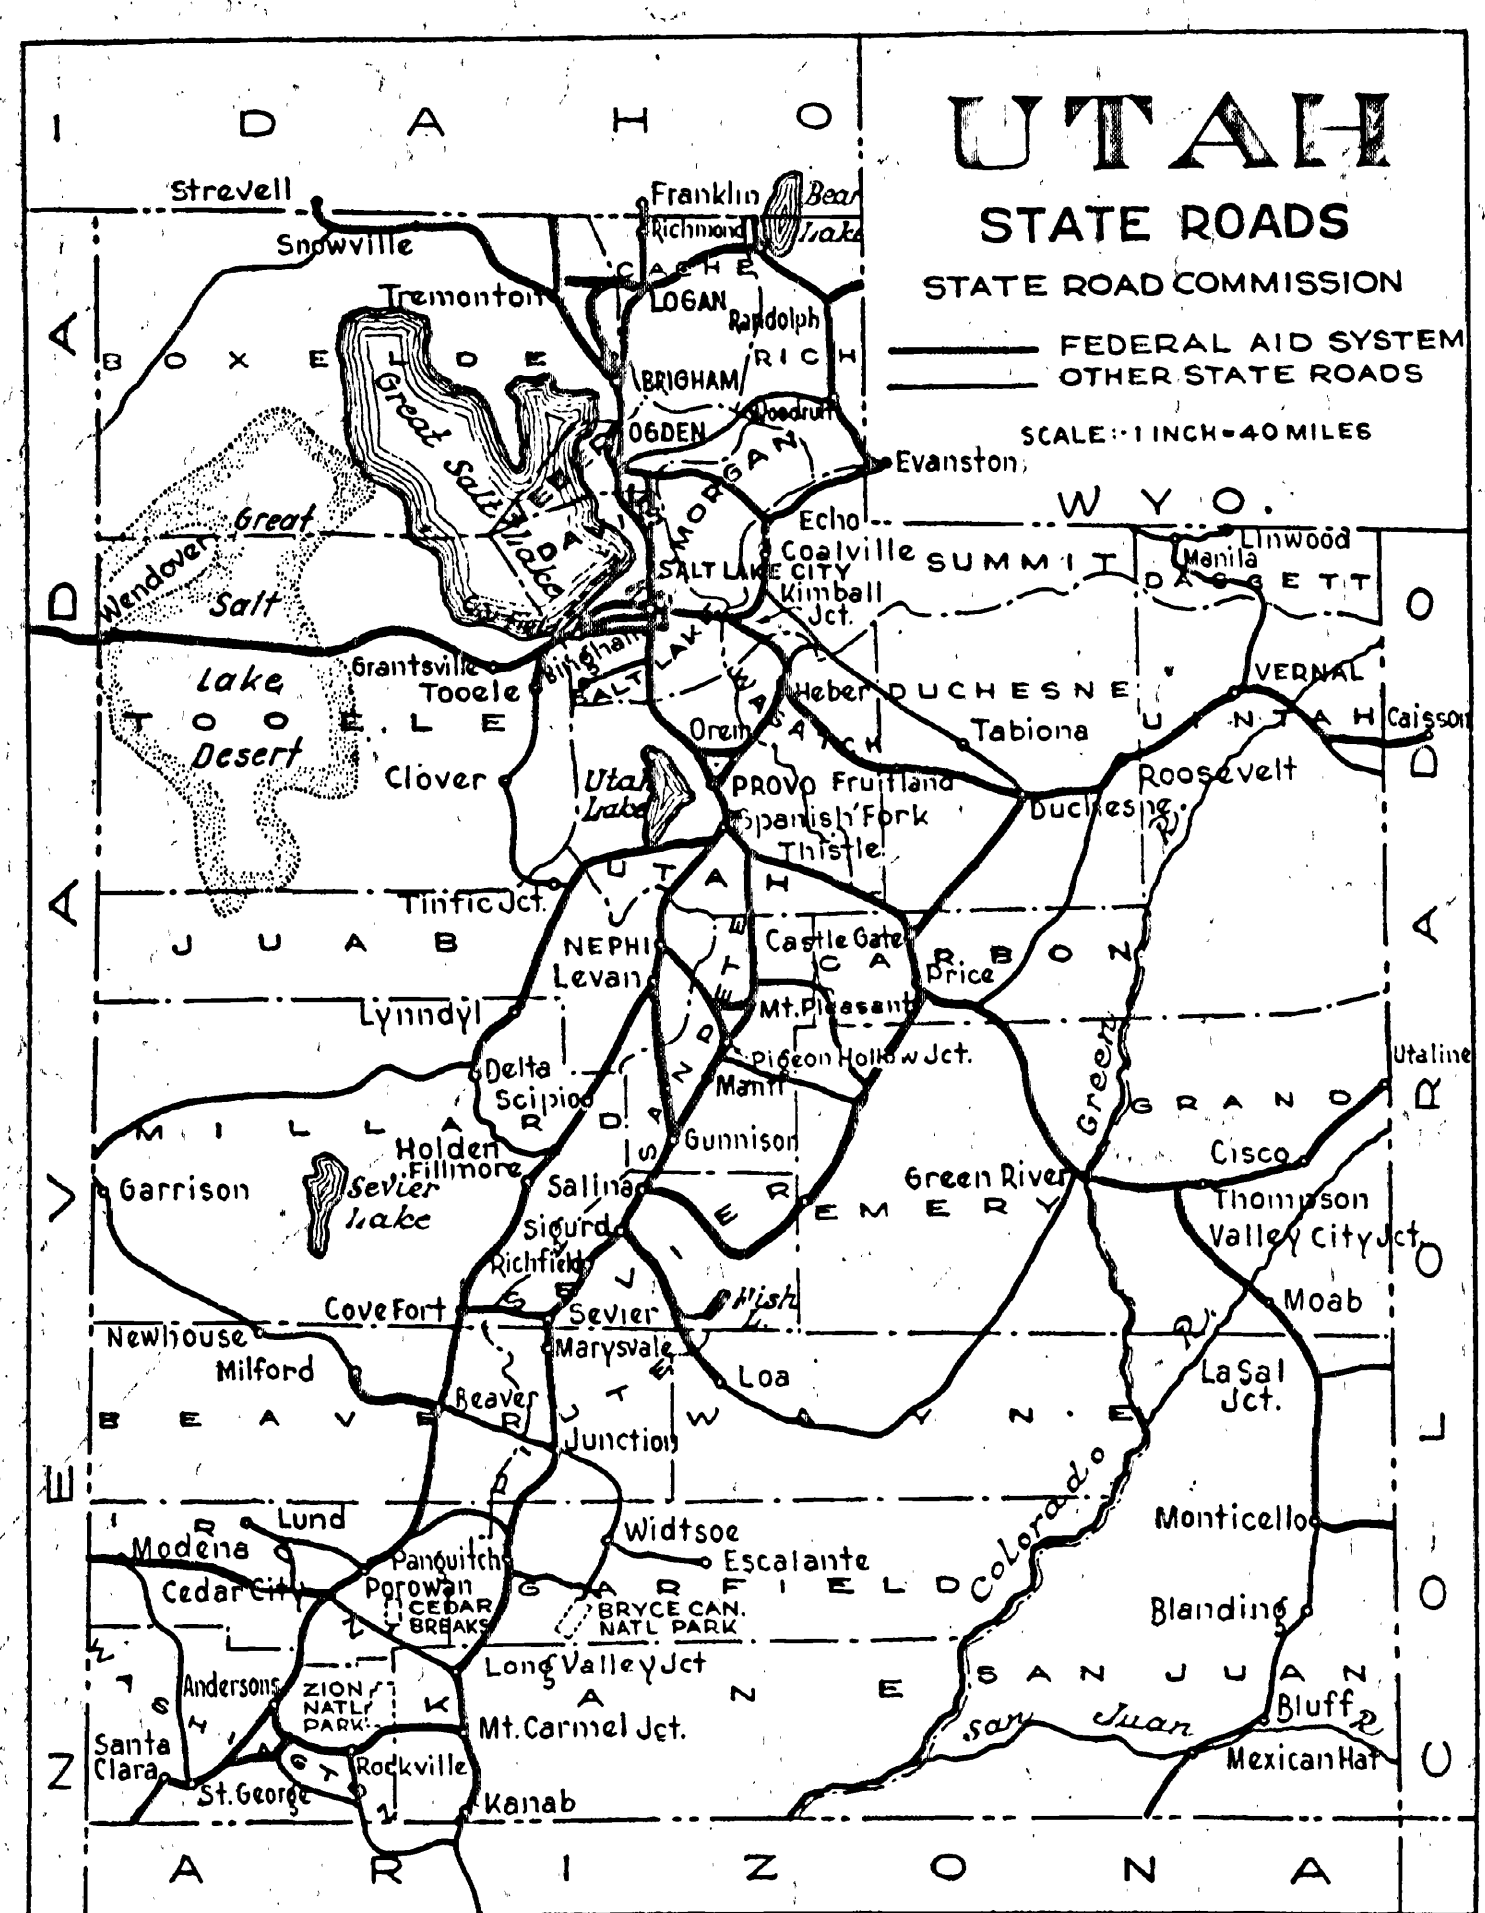 IDAHO
UTAH
STATE ROADS
STATE ROAD COMMISSION
FEDERAL AID SYSTEM
OTHER STATE ROADS
SCALE:-1 INCH=40 MILES
Strevell
Franklin
Bear
Lake
Richmond
Snowville
CACHE
Tremonton
LOGAN
Randolph
BOX ELDE
RICH
BRIGHAM
Woodruff
OGDEN
Great Salt Lake
MORGAN
Evanston
WYO.
DAVIS
Echo
Coalville
SUMMIT
Linwood
Manila
DAGGETT
Great
Salt
Lake
Desert
Wendover
SALT LAKE CITY
Kimball
Jct.
Grantsville
Bingham
SALT LAKE
Tooele
TOOELE
Heber
WASATCH
DUCHESNE
VERNAL
UINTAH
Caisson
Orem
Tabiona
Clover
Utah
Lake
PROVO
Fruitland
Roosevelt
Duchesne
Spanish Fork
Thistle
UTAH
Tintic Jct.
JUAB
NEPHI
Levan
Castle Gate
CARBON
Price
Lynndyl
Mt. Pleasant
Pigeon Hollow Jct.
Manti
Delta
Scipio
SANPETE
Green R.
Utaline
GRAND
MILLARD
Holden
Fillmore
Gunnison
Cisco
Green River
Garrison
Sevier
Lake
Salina
Thompson
EMERY
Sigurd
Valley City Jct.
Richfield
SEVIER
Fish
L.
Cove Fort
Sevier
Moab
Newhouse
Marysvale
Milford
Loa
La Sal
Jct.
Beaver
BEAVER
WAYNE
Junction
Colorado R.
Lund
Widtsoe
Monticello
Modena
Panguitch
Escalante
Cedar City
Porowan
GARFIELD
CEDAR
BREAKS
BRYCE CAN.
NATL PARK
Blanding
Long Valley Jct
SAN JUAN
Andersons
ZION
NATL
PARK
KANE
Bluff
San Juan R
Mt. Carmel Jct.
Santa
Clara
Mexican Hat
Rockville
St. George
Kanab
ARIZONA
NEVADA
COLORADO